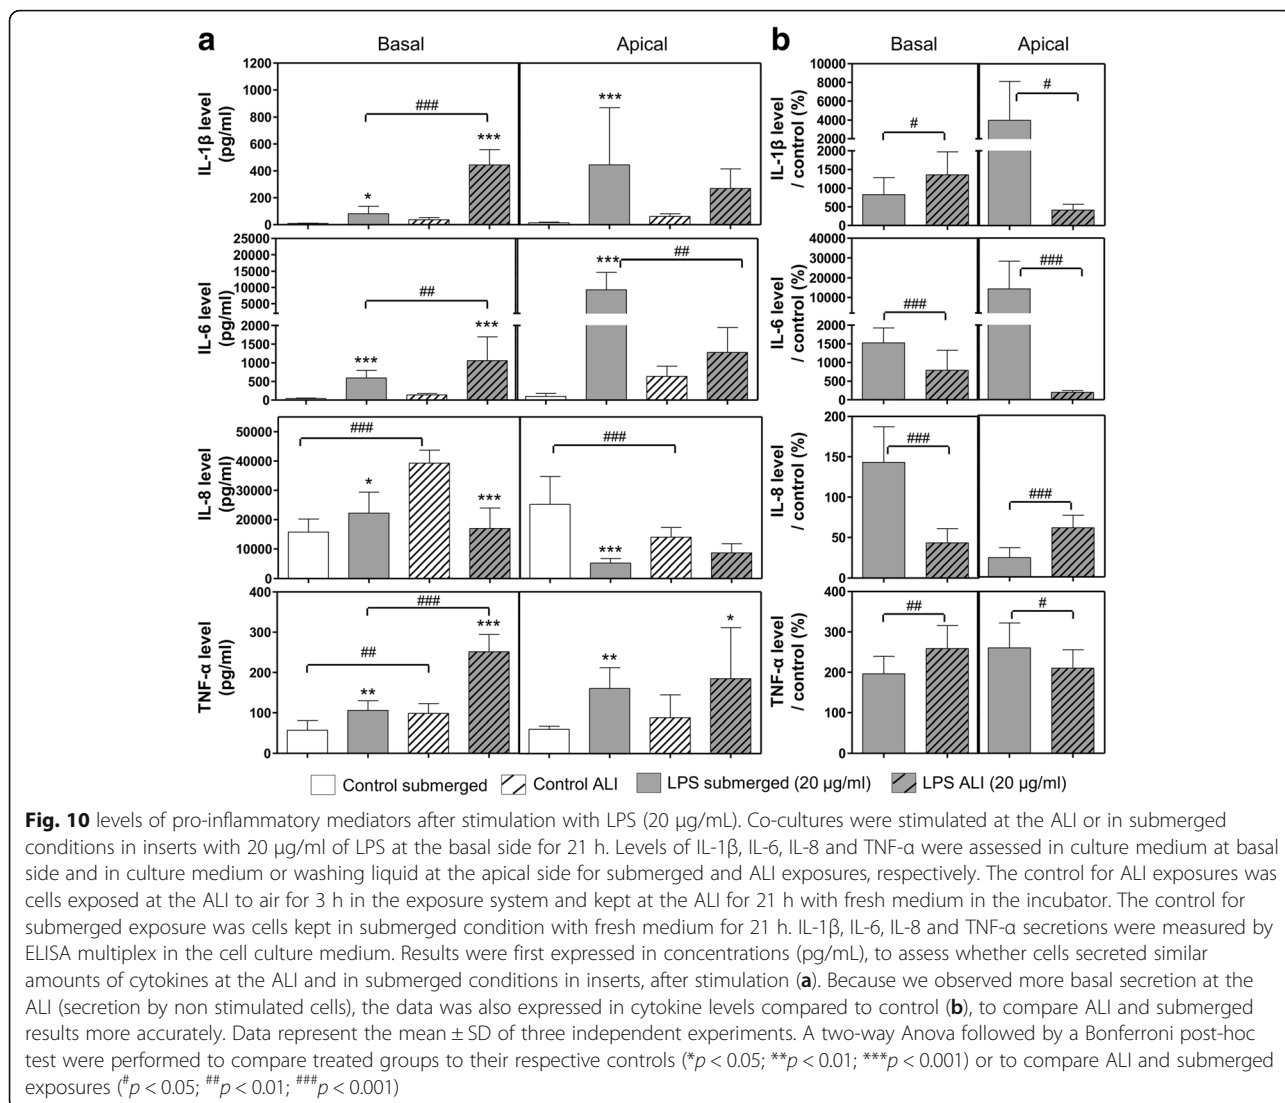 a
Basal
Apical
b
Basal
Apical
IL-1β level
(pg/ml)
1200
1000
800
600
400
200
0
*
###
***
***
IL-1β level
/ control (%)
10000
8000
6000
4000
2000
1500
1000
500
0
#
#
IL-6 level
(pg/ml)
25000
20000
15000
10000
5000
2000
1500
1000
500
0
***
##
***
***
##
IL-6 level
/ control (%)
40000
30000
20000
10000
2000
1500
1000
500
0
###
###
IL-8 level
(pg/ml)
50000
40000
30000
20000
10000
0
###
*
***
###
***
IL-8 level
/ control (%)
200
150
100
50
0
###
###
TNF-α level
(pg/ml)
400
300
200
100
0
##
**
###
***
**
*
TNF-α level
/ control (%)
400
300
200
100
0
##
#
Control submerged
Control ALI
LPS submerged (20 µg/ml)
LPS ALI (20 µg/ml)
Fig. 10 levels of pro-inflammatory mediators after stimulation with LPS (20 µg/mL). Co-cultures were stimulated at the ALI or in submerged
conditions in inserts with 20 µg/ml of LPS at the basal side for 21 h. Levels of IL-1β, IL-6, IL-8 and TNF-α were assessed in culture medium at basal
side and in culture medium or washing liquid at the apical side for submerged and ALI exposures, respectively. The control for ALI exposures was
cells exposed at the ALI to air for 3 h in the exposure system and kept at the ALI for 21 h with fresh medium in the incubator. The control for
submerged exposure was cells kept in submerged condition with fresh medium for 21 h. IL-1β, IL-6, IL-8 and TNF-α secretions were measured by
ELISA multiplex in the cell culture medium. Results were first expressed in concentrations (pg/mL), to assess whether cells secreted similar
amounts of cytokines at the ALI and in submerged conditions in inserts, after stimulation (a). Because we observed more basal secretion at the
ALI (secretion by non stimulated cells), the data was also expressed in cytokine levels compared to control (b), to compare ALI and submerged
results more accurately. Data represent the mean ± SD of three independent experiments. A two-way Anova followed by a Bonferroni post-hoc
test were performed to compare treated groups to their respective controls (*p < 0.05; **p < 0.01; ***p < 0.001) or to compare ALI and submerged
exposures (#p < 0.05; ##p < 0.01; ###p < 0.001)